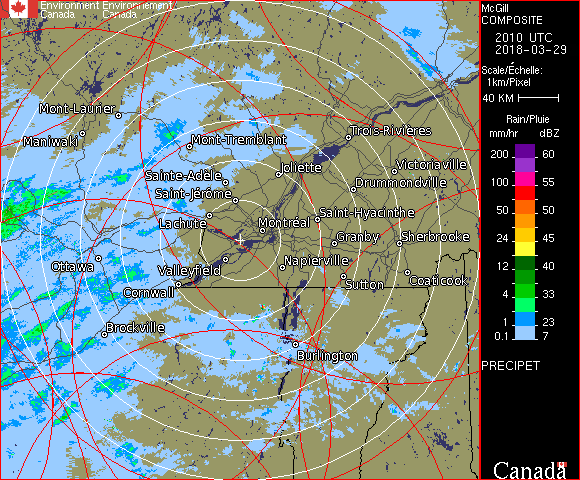 Environment Environnement
Canada Canada
McGill
COMPOSITE
2010 UTC
2018-03-29
Scale/Échelle:
1km/Pixel
40 KM
Rain/Pluie
mm/hr dBZ
200 60
150 57
100 55
50 50
24 45
12 40
4 33
1 23
0.1 7
PRECIPET
Canada
Mont-Laurier
Maniwaki
Mont-Tremblant
Trois-Rivières
Joliette
Victoriaville
Sainte-Adèle
Saint-Jérôme
Drummondville
Lachute
Montréal
Saint-Hyacinthe
Granby
Sherbrooke
Ottawa
Valleyfield
Napierville
Coaticook
Sutton
Cornwall
Brockville
Burlington